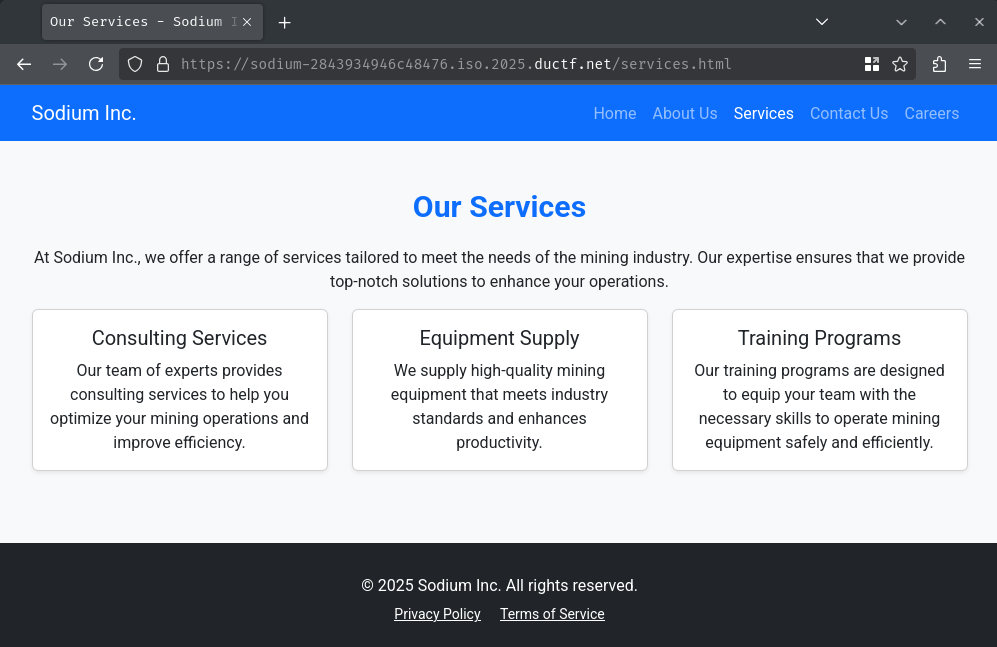 Our Services - Sodium I
https://sodium-2843934946c48476.iso.2025.ductf.net/services.html
Sodium Inc.
Home About Us Services Contact Us Careers
Our Services
At Sodium Inc., we offer a range of services tailored to meet the needs of the mining industry. Our expertise ensures that we provide
top-notch solutions to enhance your operations.
Consulting Services
Our team of experts provides
consulting services to help you
optimize your mining operations and
improve efficiency.
Equipment Supply
We supply high-quality mining
equipment that meets industry
standards and enhances
productivity.
Training Programs
Our training programs are designed
to equip your team with the
necessary skills to operate mining
equipment safely and efficiently.
© 2025 Sodium Inc. All rights reserved.
Privacy Policy Terms of Service